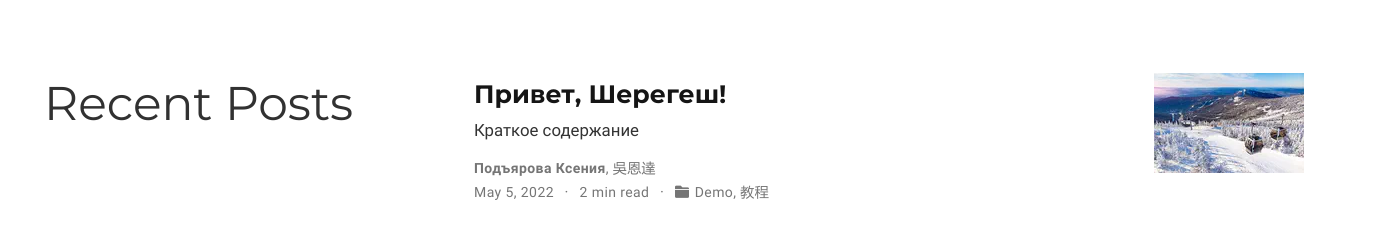 Recent Posts
Привет, Шерегеш!
Краткое содержание
Подъярова Ксения, 吳恩達
May 5, 2022 · 2 min read · Demo, 教程